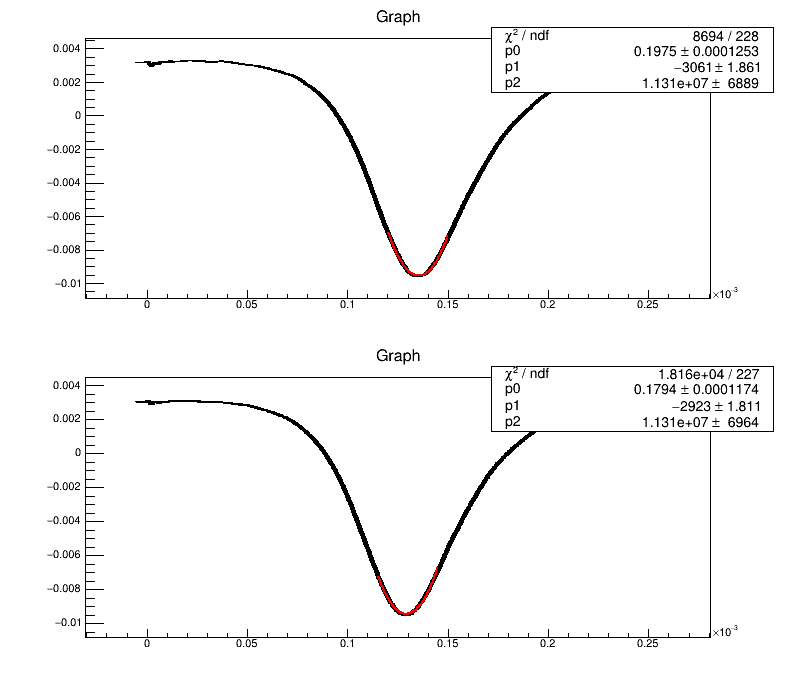 Graph
χ² / ndf 8694 / 228
p0 0.1975 ± 0.0001253
p1 −3061 ± 1.861
p2 1.131e+07 ± 6889
0.004
0.002
0
−0.002
−0.004
−0.006
−0.008
−0.01
0 0.05 0.1 0.15 0.2 0.25 ×10⁻³
Graph
χ² / ndf 1.816e+04 / 227
p0 0.1794 ± 0.0001174
p1 −2923 ± 1.811
p2 1.131e+07 ± 6964
0.004
0.002
0
−0.002
−0.004
−0.006
−0.008
−0.01
0 0.05 0.1 0.15 0.2 0.25 ×10⁻³